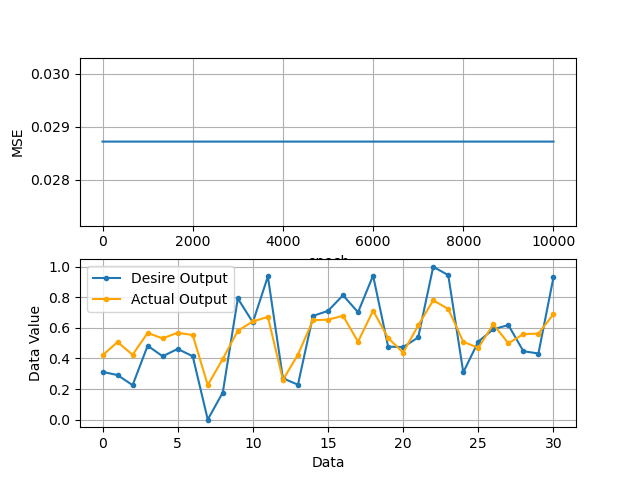 0.030
0.029
0.028
MSE
0 2000 4000 6000 8000 10000
epoch
1.0
0.8
0.6
0.4
0.2
0.0
Data Value
Desire Output
Actual Output
0 5 10 15 20 25 30
Data